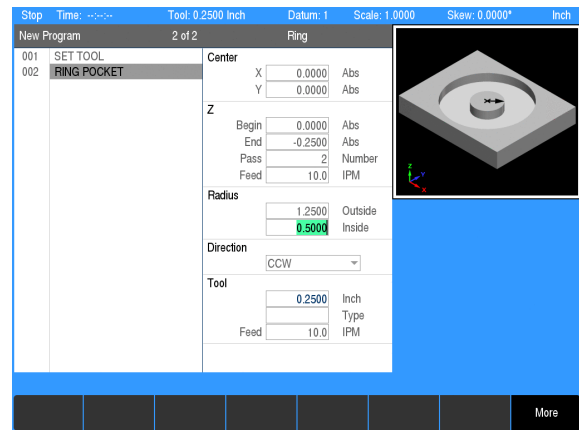 Stop Time: --:--:-- Tool: 0.2500 Inch Datum: 1 Scale: 1.0000 Skew: 0.0000° Inch
New Program 2 of 2 Ring
001 SET TOOL
002 RING POCKET
Center
X 0.0000 Abs
Y 0.0000 Abs
Z
Begin 0.0000 Abs
End -0.2500 Abs
Pass 2 Number
Feed 10.0 IPM
Radius
1.2500 Outside
0.5000 Inside
Direction
CCW
Tool
0.2500 Inch
Type
Feed 10.0 IPM
Z
Y
X
More